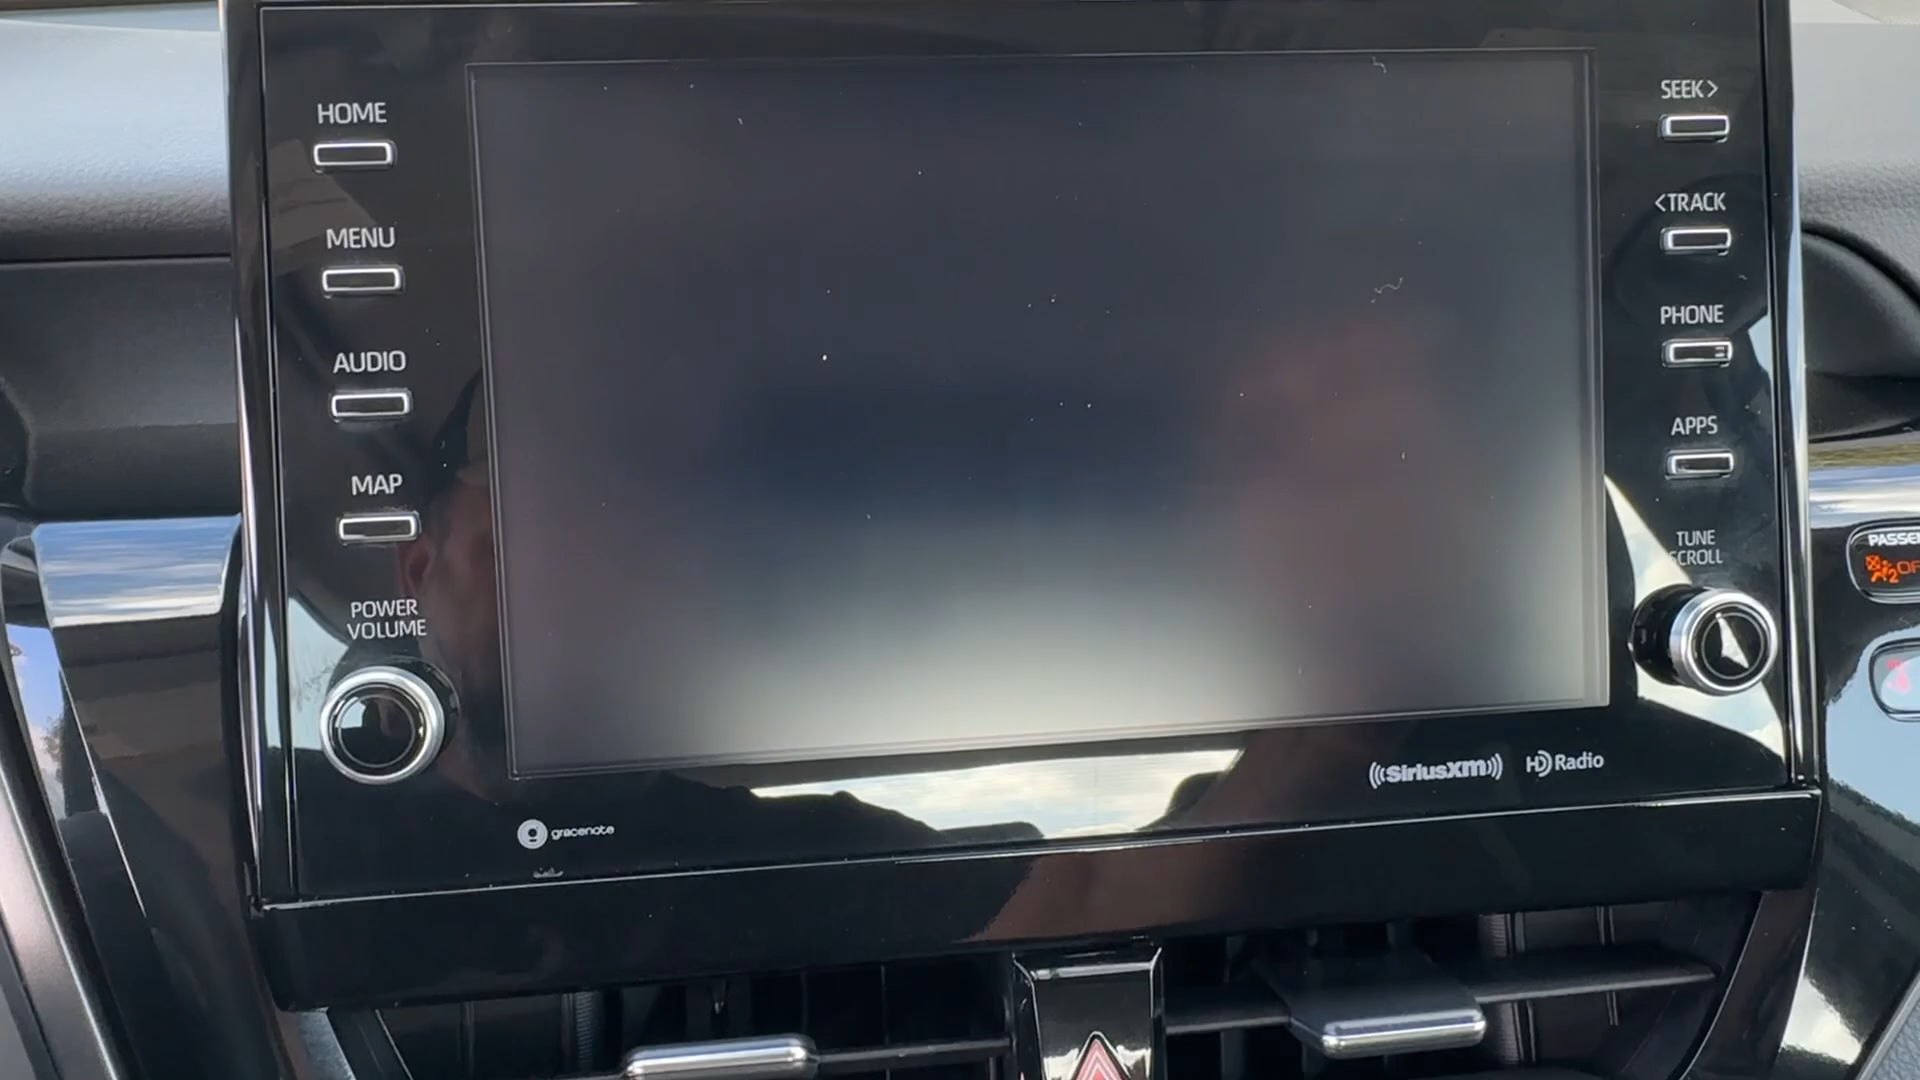 HOME
MENU
AUDIO
MAP
POWER
VOLUME
SEEK>
<TRACK
PHONE
APPS
TUNE
SCROLL
gracenote
SiriusXM
HD Radio